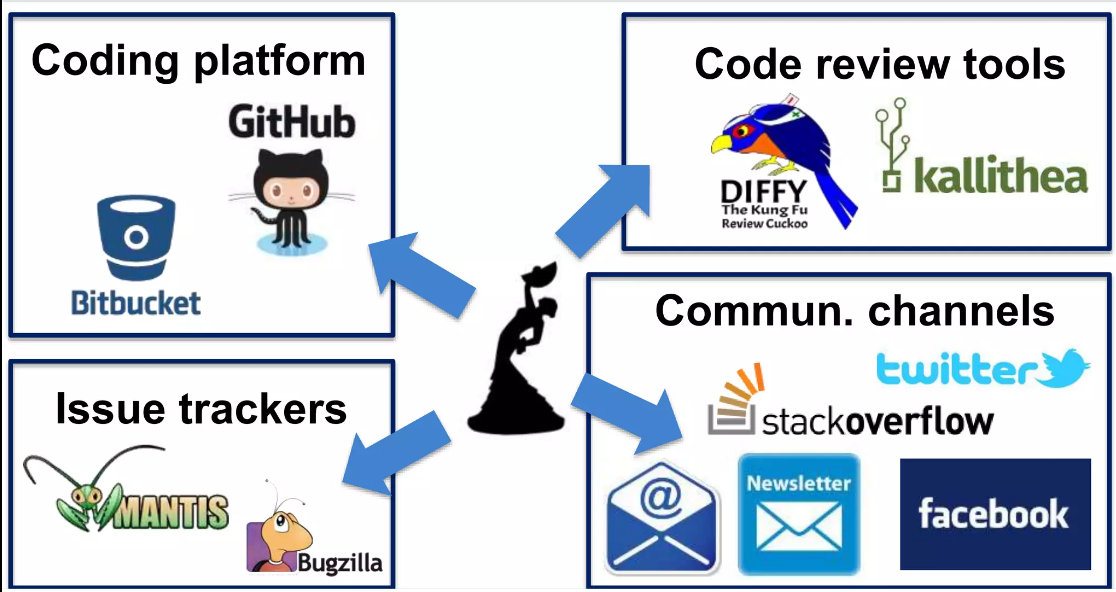 Coding platform
GitHub
Bitbucket
Code review tools
DIFFY
The Kung Fu
Review Cuckoo
kallithea
Issue trackers
MANTIS
Bugzilla
Commun. channels
twitter
stackoverflow
@
Newsletter
facebook